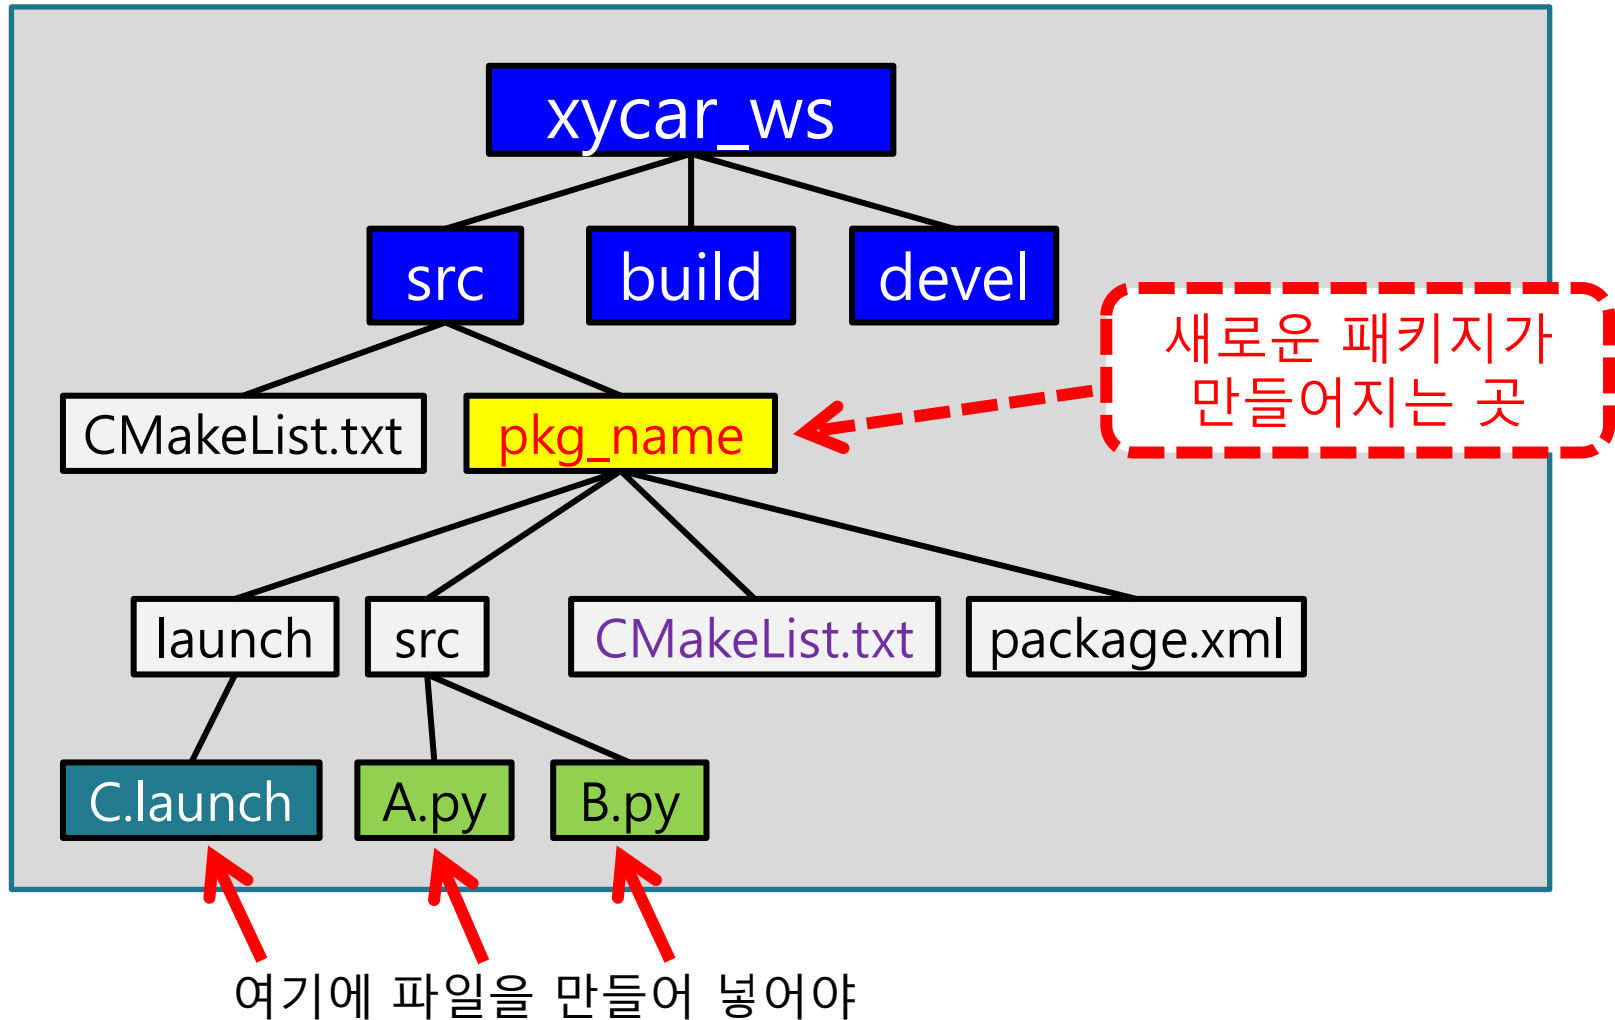 xycar_ws
src
build
devel
새로운 패키지가
만들어지는 곳
CMakeList.txt
pkg_name
launch
src
CMakeList.txt
package.xml
C.launch
A.py
B.py
여기에 파일을 만들어 넣어야